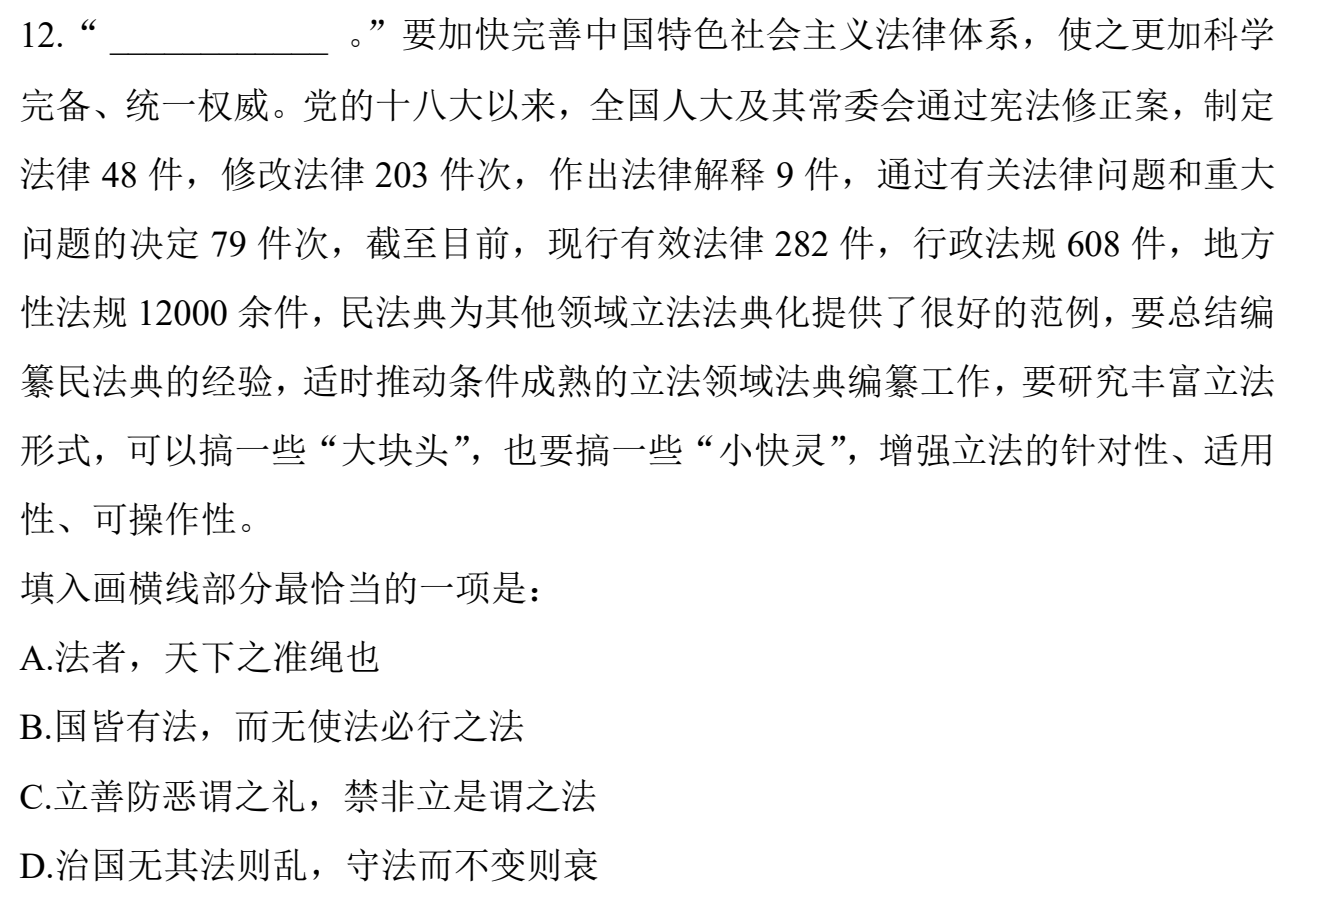 12.“____________。”要加快完善中国特色社会主义法律体系，使之更加科学
完备、统一权威。党的十八大以来，全国人大及其常委会通过宪法修正案，制定
法律 48 件，修改法律 203 件次，作出法律解释 9 件，通过有关法律问题和重大
问题的决定 79 件次，截至目前，现行有效法律 282 件，行政法规 608 件，地方
性法规 12000 余件，民法典为其他领域立法法典化提供了很好的范例，要总结编
纂民法典的经验，适时推动条件成熟的立法领域法典编纂工作，要研究丰富立法
形式，可以搞一些“大块头”，也要搞一些“小快灵”，增强立法的针对性、适用
性、可操作性。
填入画横线部分最恰当的一项是：
A.法者，天下之准绳也
B.国皆有法，而无使法必行之法
C.立善防恶谓之礼，禁非立是谓之法
D.治国无其法则乱，守法而不变则衰